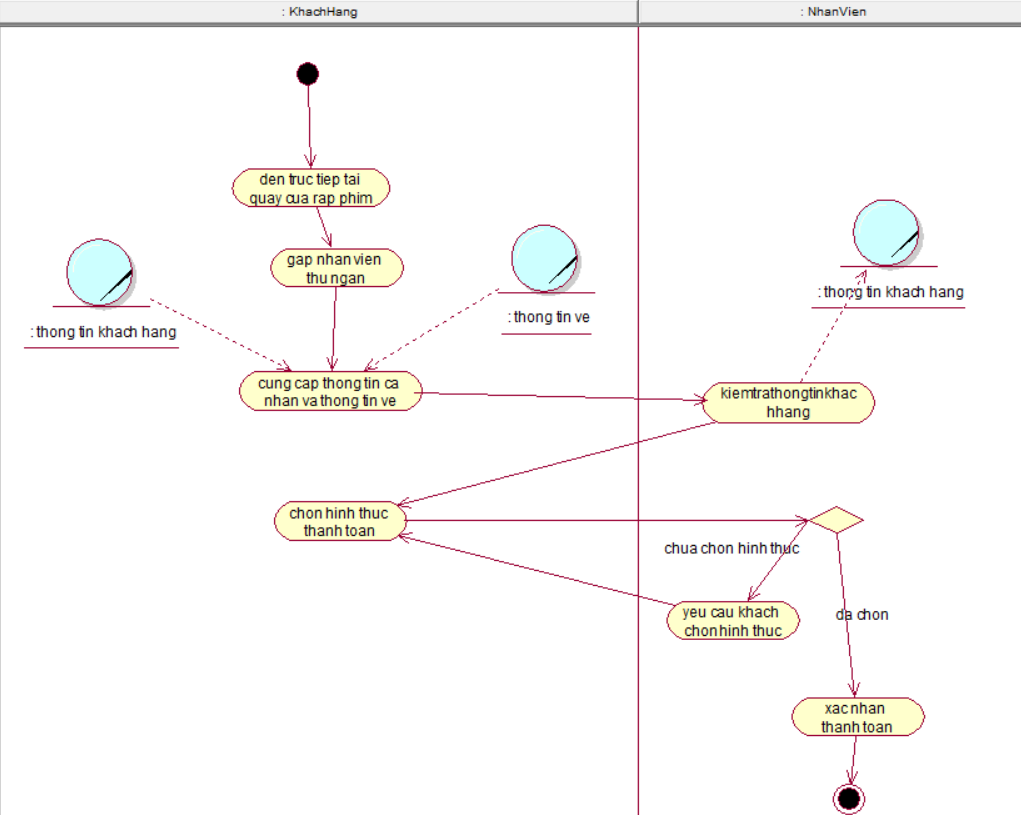 : KhachHang
: NhanVien
den truc tiep tai
quay cua rap phim
gap nhan vien
thu ngan
: thong tin khach hang
: thong tin ve
: thong tin khach hang
cung cap thong tin ca
nhan va thong tin ve
kiemtrathongtinkhac
hhang
chon hinh thuc
thanh toan
chua chon hinh thuc
yeu cau khach
chon hinh thuc
da chon
xac nhan
thanh toan